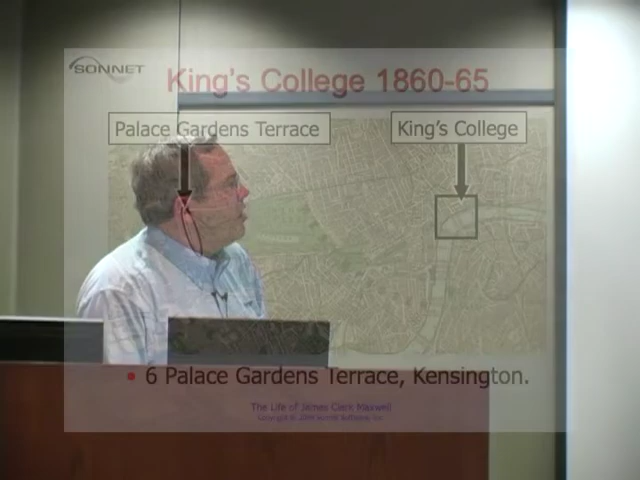 SONNET
King's College 1860-65
Palace Gardens Terrace
King's College
• 6 Palace Gardens Terrace, Kensington.
The Life of James Clerk Maxwell